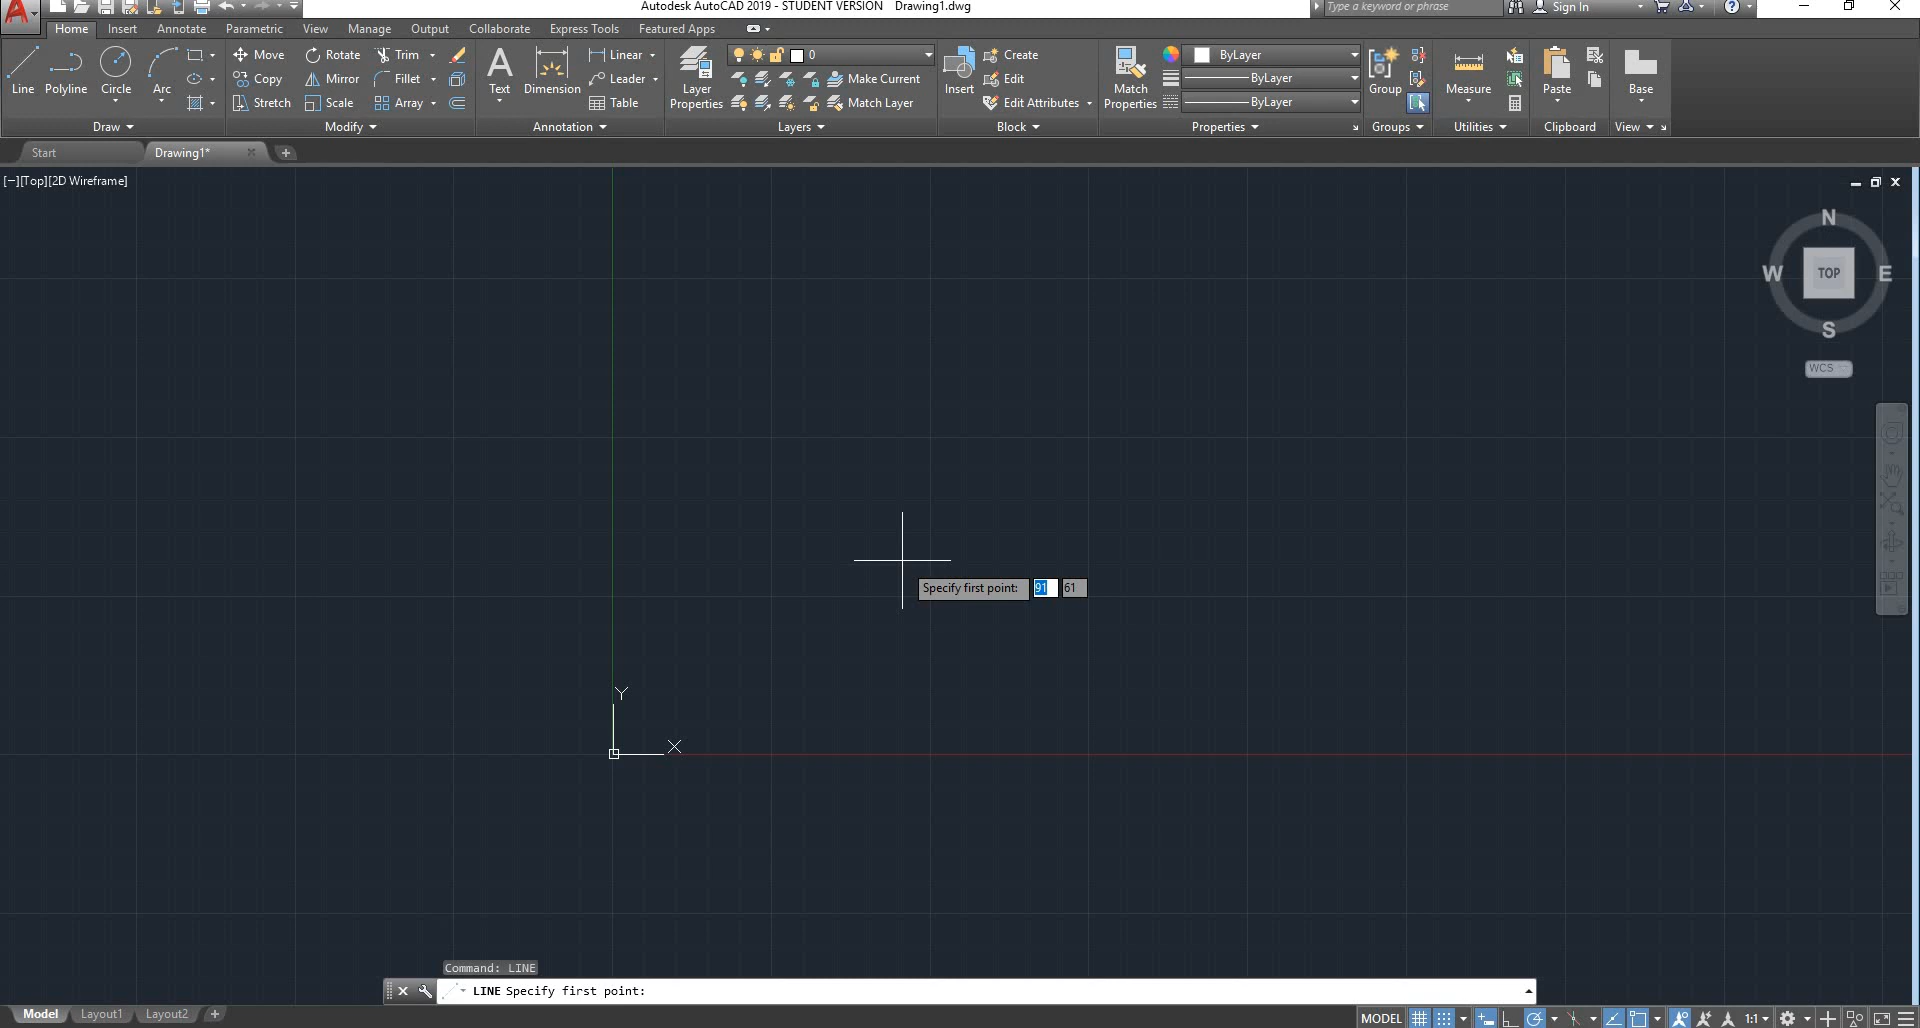 Autodesk AutoCAD 2019 - STUDENT VERSION Drawing1.dwg
Type a keyword or phrase
Sign In
Home Insert Annotate Parametric View Manage Output Collaborate Express Tools Featured Apps
Line Polyline Circle Arc
Move Rotate Trim
Copy Mirror Fillet
Stretch Scale Array
Text Dimension
Linear
Leader
Table
Layer Properties
0
Make Current
Match Layer
Insert
Create
Edit
Edit Attributes
Match Properties
ByLayer
ByLayer
ByLayer
Group
Measure
Paste
Base
Draw Modify Annotation Layers Block Properties Groups Utilities Clipboard View
Start Drawing1*
[−][Top][2D Wireframe]
N
W TOP E
S
WCS
Specify first point: 91 61
Y
X
Command: LINE
LINE Specify first point:
Model Layout1 Layout2
MODEL 1:1